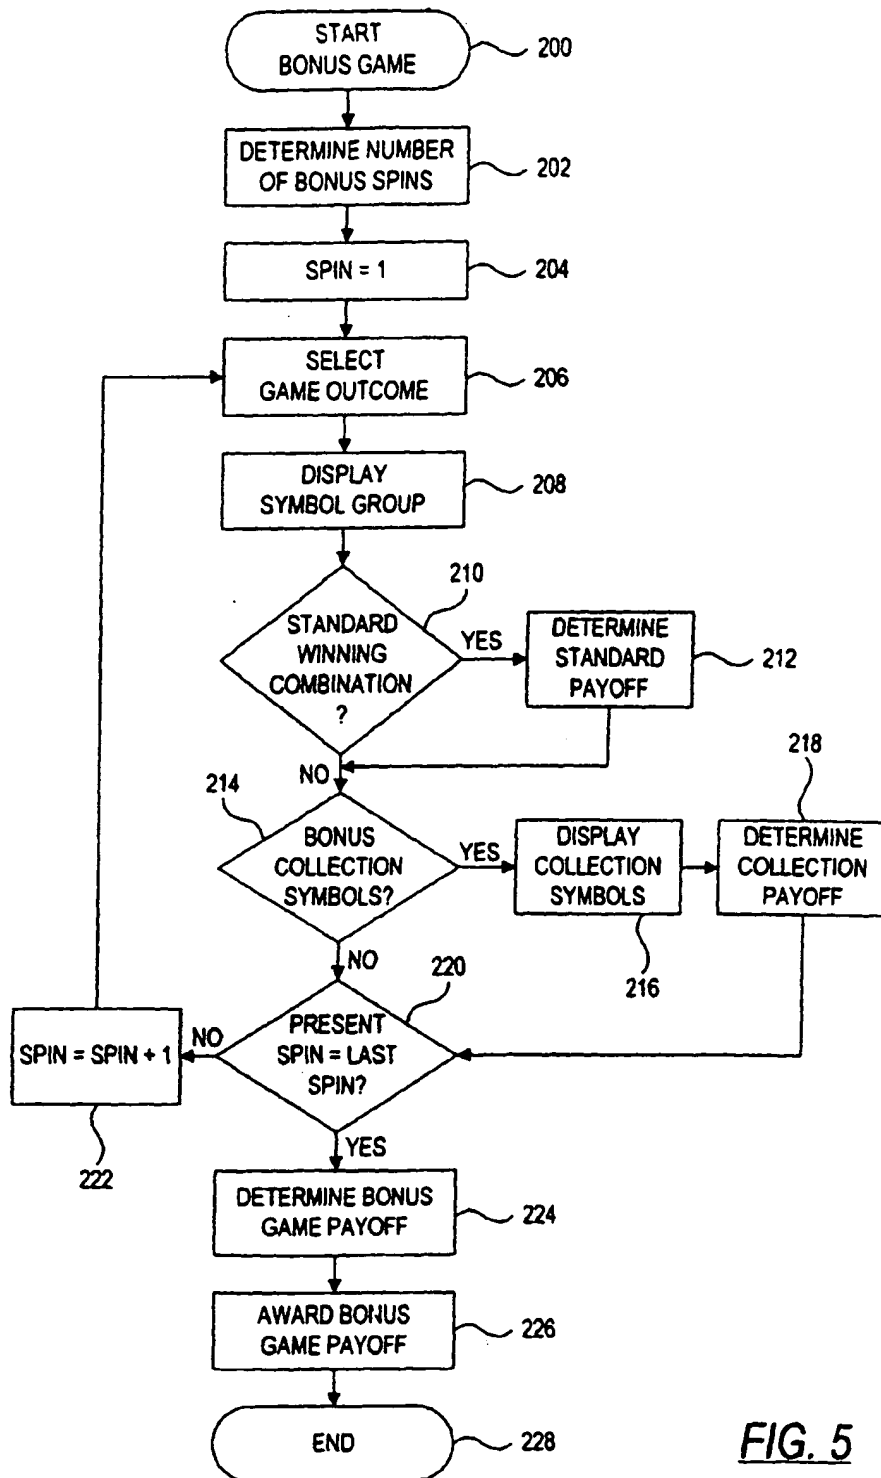 START
BONUS GAME
200
DETERMINE NUMBER
OF BONUS SPINS
202
SPIN = 1
204
SELECT
GAME OUTCOME
206
DISPLAY
SYMBOL GROUP
208
210
STANDARD
WINNING
COMBINATION
?
YES
DETERMINE
STANDARD
PAYOFF
212
NO
214
BONUS
COLLECTION
SYMBOLS?
YES
DISPLAY
COLLECTION
SYMBOLS
216
218
DETERMINE
COLLECTION
PAYOFF
NO
220
PRESENT
SPIN = LAST
SPIN?
NO
SPIN = SPIN + 1
222
YES
DETERMINE BONUS
GAME PAYOFF
224
AWARD BONUS
GAME PAYOFF
226
END
228
FIG. 5